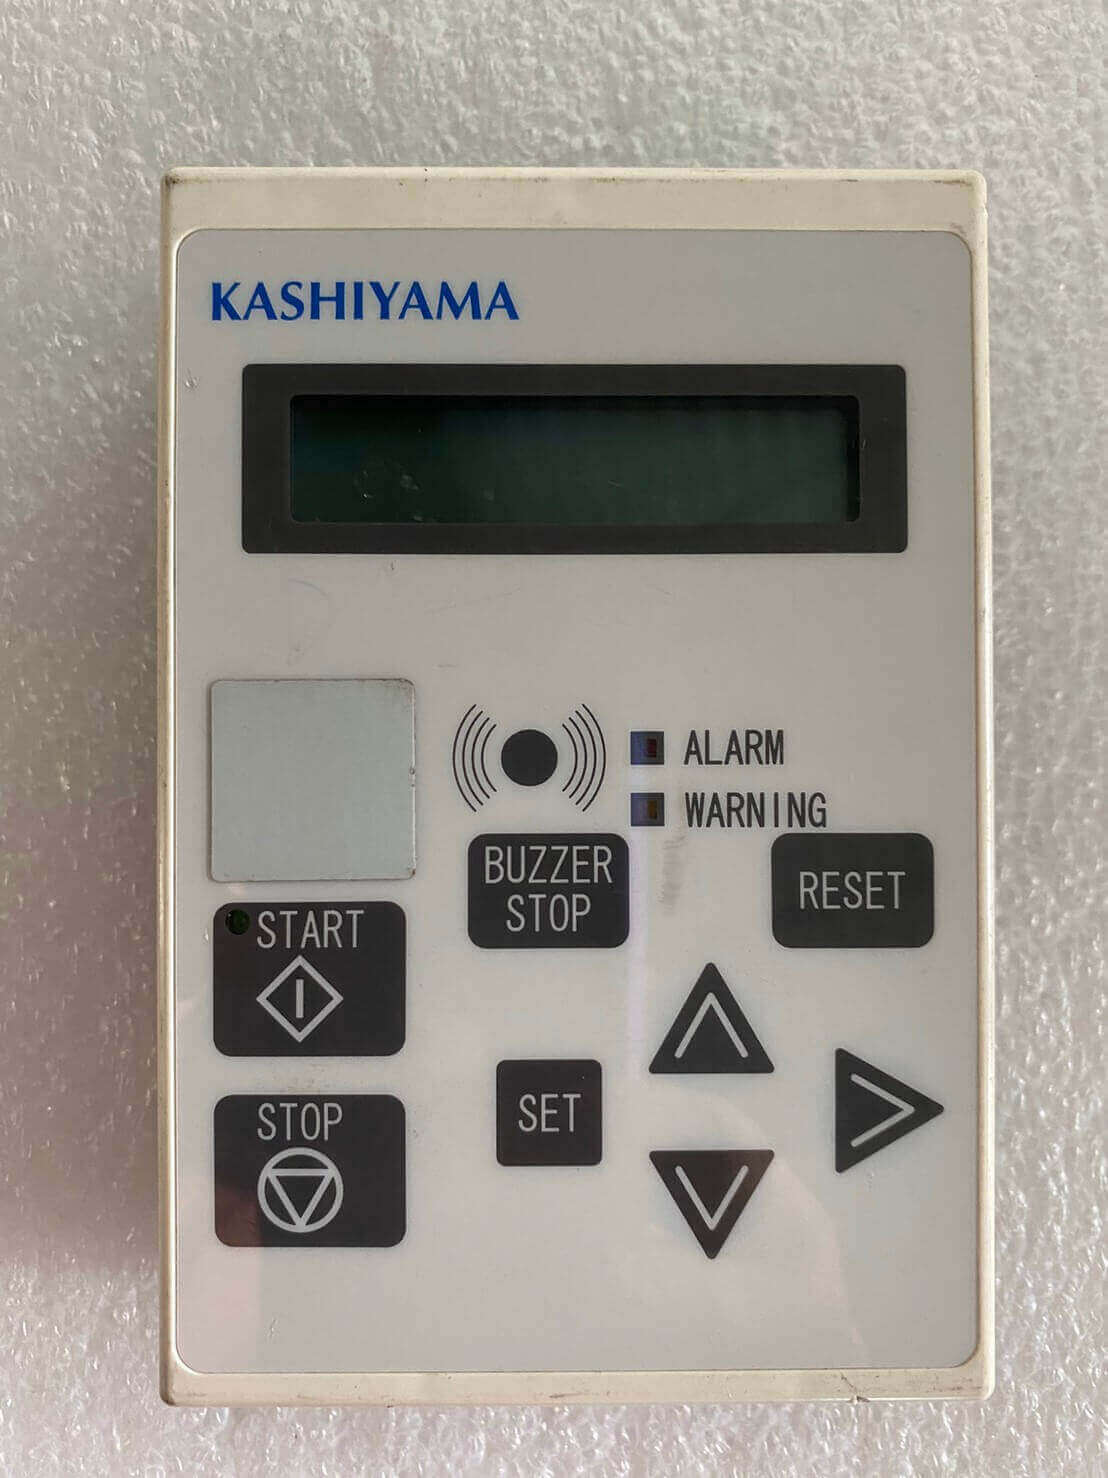 KASHIYAMA
ALARM
WARNING
BUZZER
STOP
RESET
START
SET
STOP